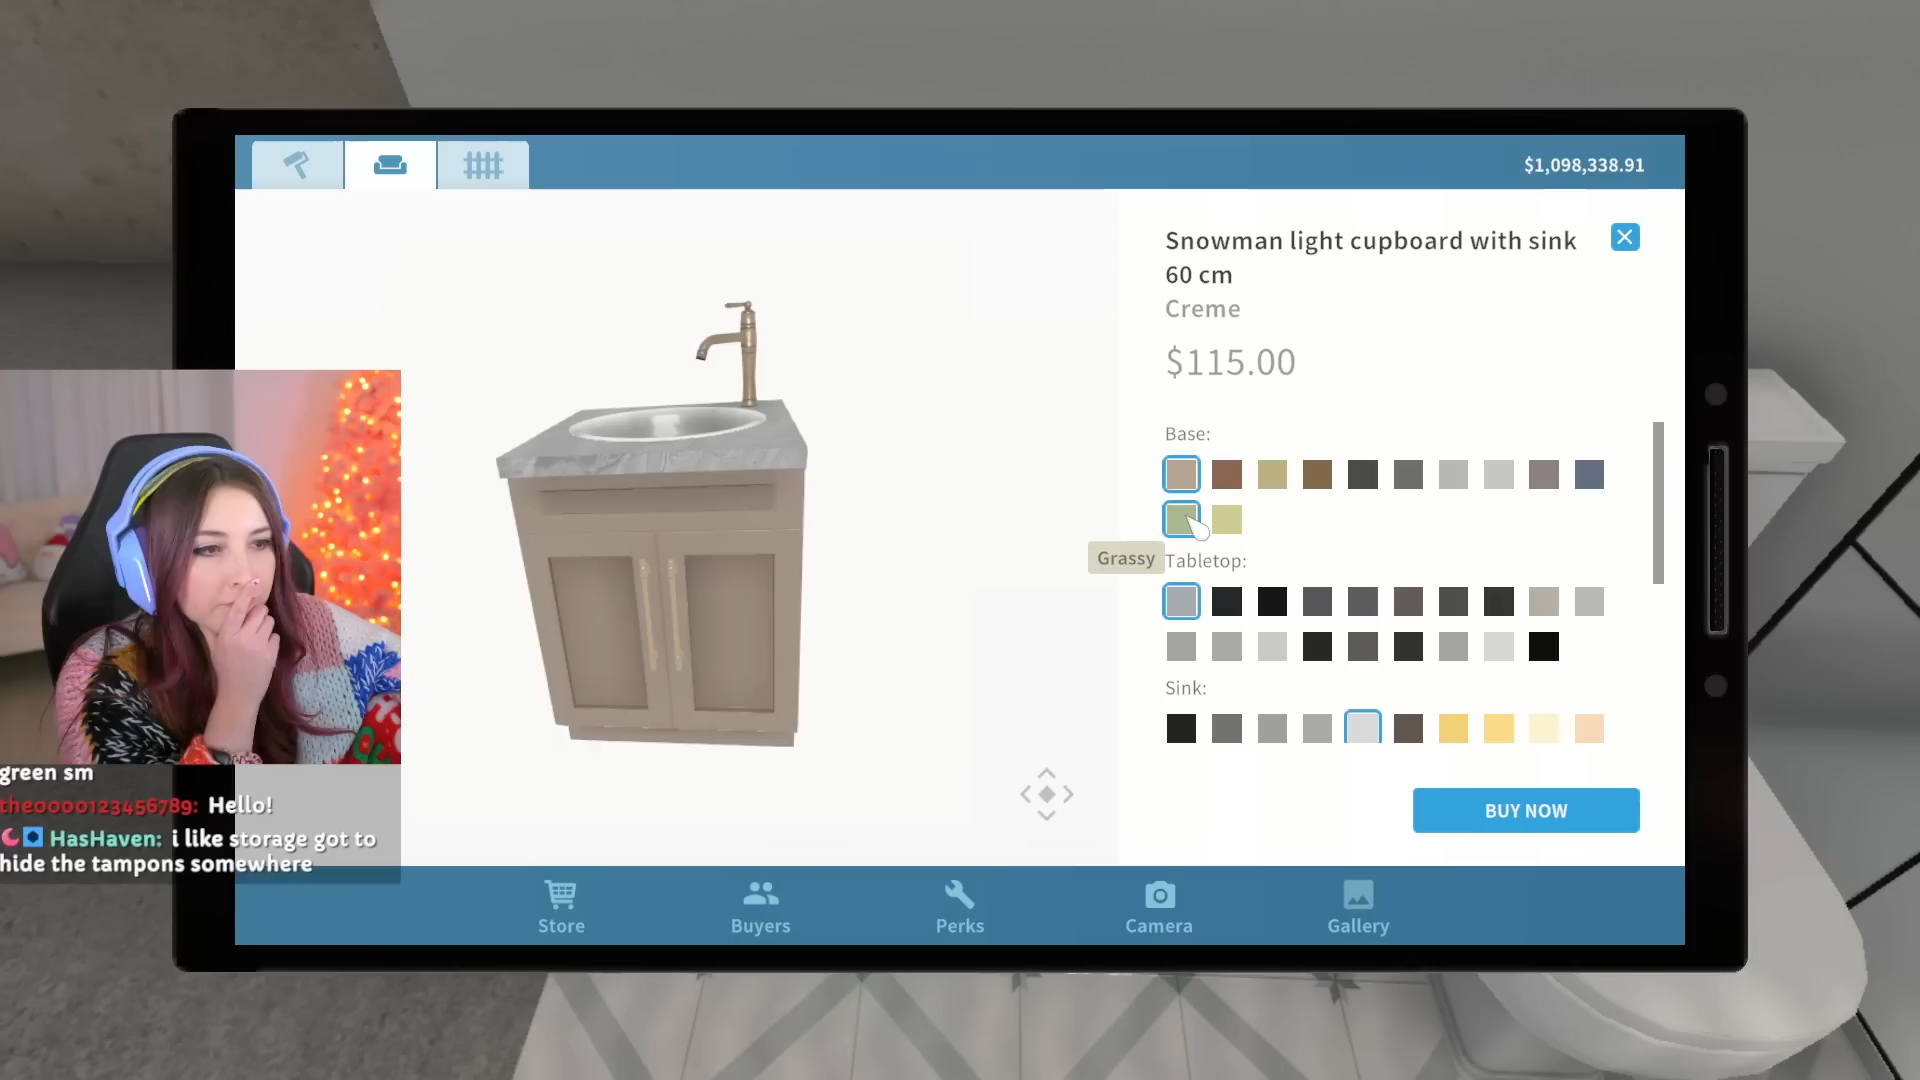 $1,098,338.91
Snowman light cupboard with sink
60 cm
Creme
$115.00
Base:
Grassy
Tabletop:
Sink:
BUY NOW
green sm
theoooo123456789: Hello!
HasHaven: i like storage got to
hide the tampons somewhere
Store
Buyers
Perks
Camera
Gallery